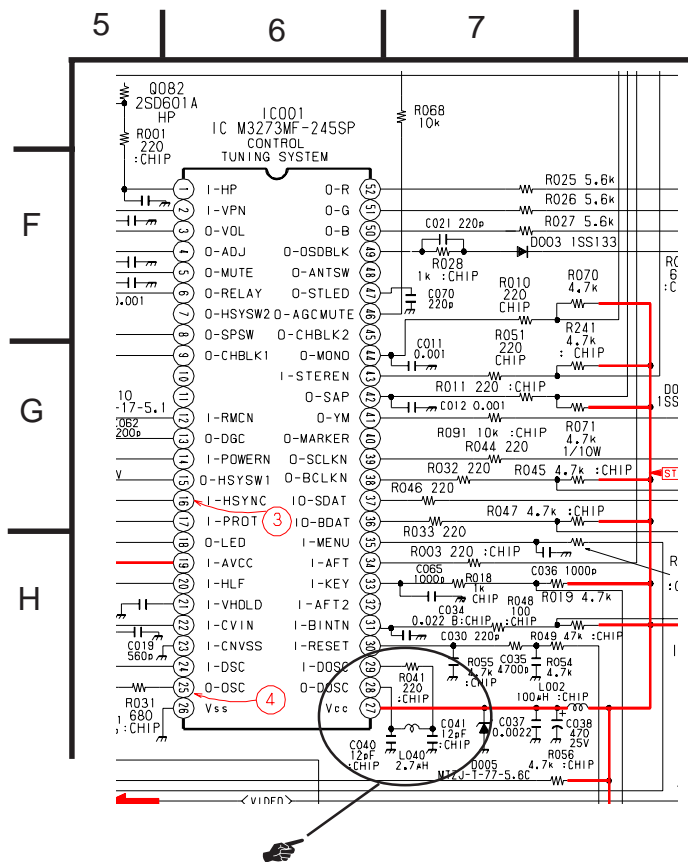 5 6 7
Q082
2SD601A
HP
R001
220
:CHIP
IC001
IC M3273MF-245SP
CONTROL
TUNING SYSTEM
R068
10k
F
G
H
1 I-HP O-R 52
2 I-VPN O-G 51
3 O-VOL O-B 50
4 O-ADJ O-OSDBLK 49
5 O-MUTE O-ANTSW 48
6 O-RELAY O-STLED 47
7 O-HSYSW2 O-AGCMUTE 46
8 O-SPSW O-CHBLK2 45
9 O-CHBLK1 O-MONO 44
10 I-STEREN 43
11 O-SAP 42
12 I-RMCN O-YM 41
13 O-DGC O-MARKER 40
14 I-POWERN O-SCLKN 39
15 O-HSYSW1 O-BCLKN 38
16 I-HSYNC IO-SDAT 37
17 I-PROT IO-BDAT 36
18 O-LED I-MENU 35
19 I-AVCC I-AFT 34
20 I-HLF I-KEY 33
21 I-VHOLD I-AFT2 32
22 I-CVIN I-BINTN 31
23 I-CNVSS I-RESET 30
24 I-DSC I-DOSC 29
25 O-DSC O-DOSC 28
26 Vss Vcc 27
3
4
R025 5.6k
R026 5.6k
R027 5.6k
C021 220p
D003 1SS133
R028
1k :CHIP
C070
220p
R010
220
CHIP
R070
4.7k
R051
220
CHIP
R241
4.7k
: CHIP
C011
0.001
R011 220 :CHIP
C012 0.001
R091 10k :CHIP
R071
4.7k
1/10W
R044 220
R032 220
R045 4.7k :CHIP
R046 220
R047 4.7k :CHIP
R033 220
R003 220 :CHIP
C065
1000p
R018
1k
CHIP
C036 1000p
R019 4.7k
C034
0.022 B:CHIP
R048
100
:CHIP
C030 220p
R049 47k :CHIP
R055
4.7k
:CHIP
C035
4700p
R054
4.7k
R041
220
:CHIP
L002
100μH :CHIP
C040
12pF
:CHIP
L040
2.7μH
C041
12pF
:CHIP
C037
0.0022
C038
470
25V
D005
MTZJ-T-77-5.6C
R056
4.7k :CHIP
0.001
10
-17-5.1
C062
200p
V
C019
560p
R031
680
:CHIP
ST
1SS
<VIDEO>